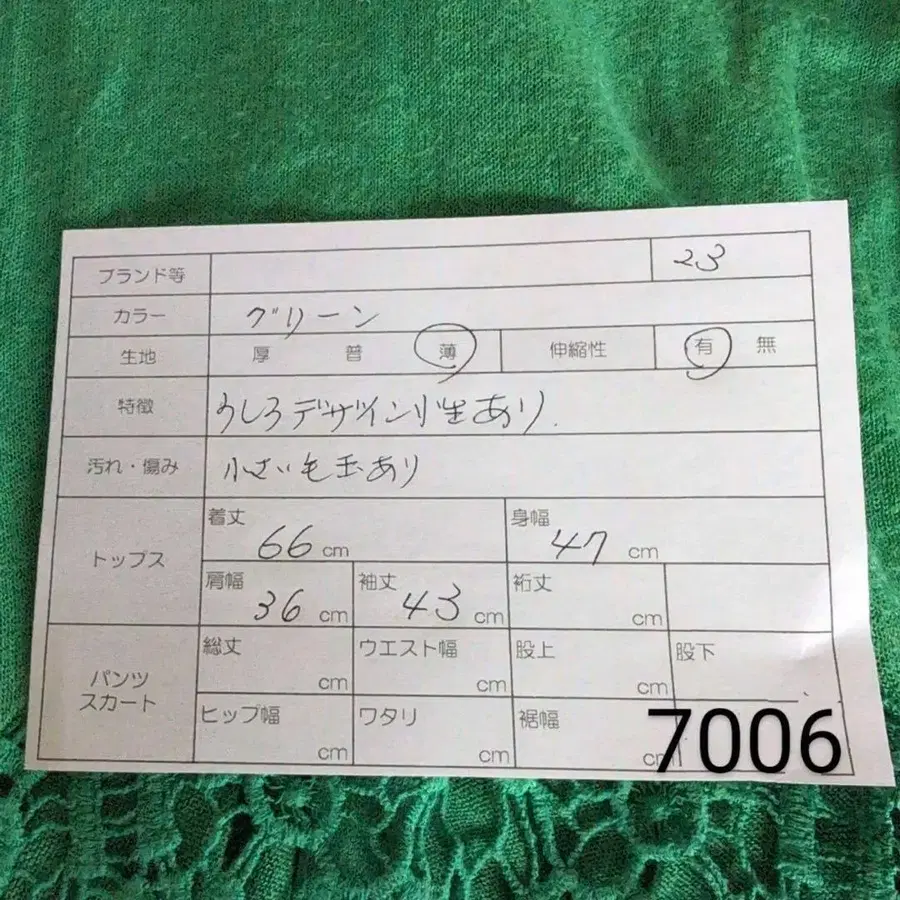 ブランド等 23
カラー グリーン
生地 厚 普 薄 伸縮性 有 無
特徴 うしろデザイン小生あり.
汚れ・傷み 小さい毛玉あり
トップス
着丈 66 cm 身幅 47 cm
肩幅 36 cm 袖丈 43 cm 裄丈 cm
パンツ
スカート
総丈 cm ウエスト幅 cm 股上 cm 股下
ヒップ幅 cm ワタリ cm 裾幅 cm
7006